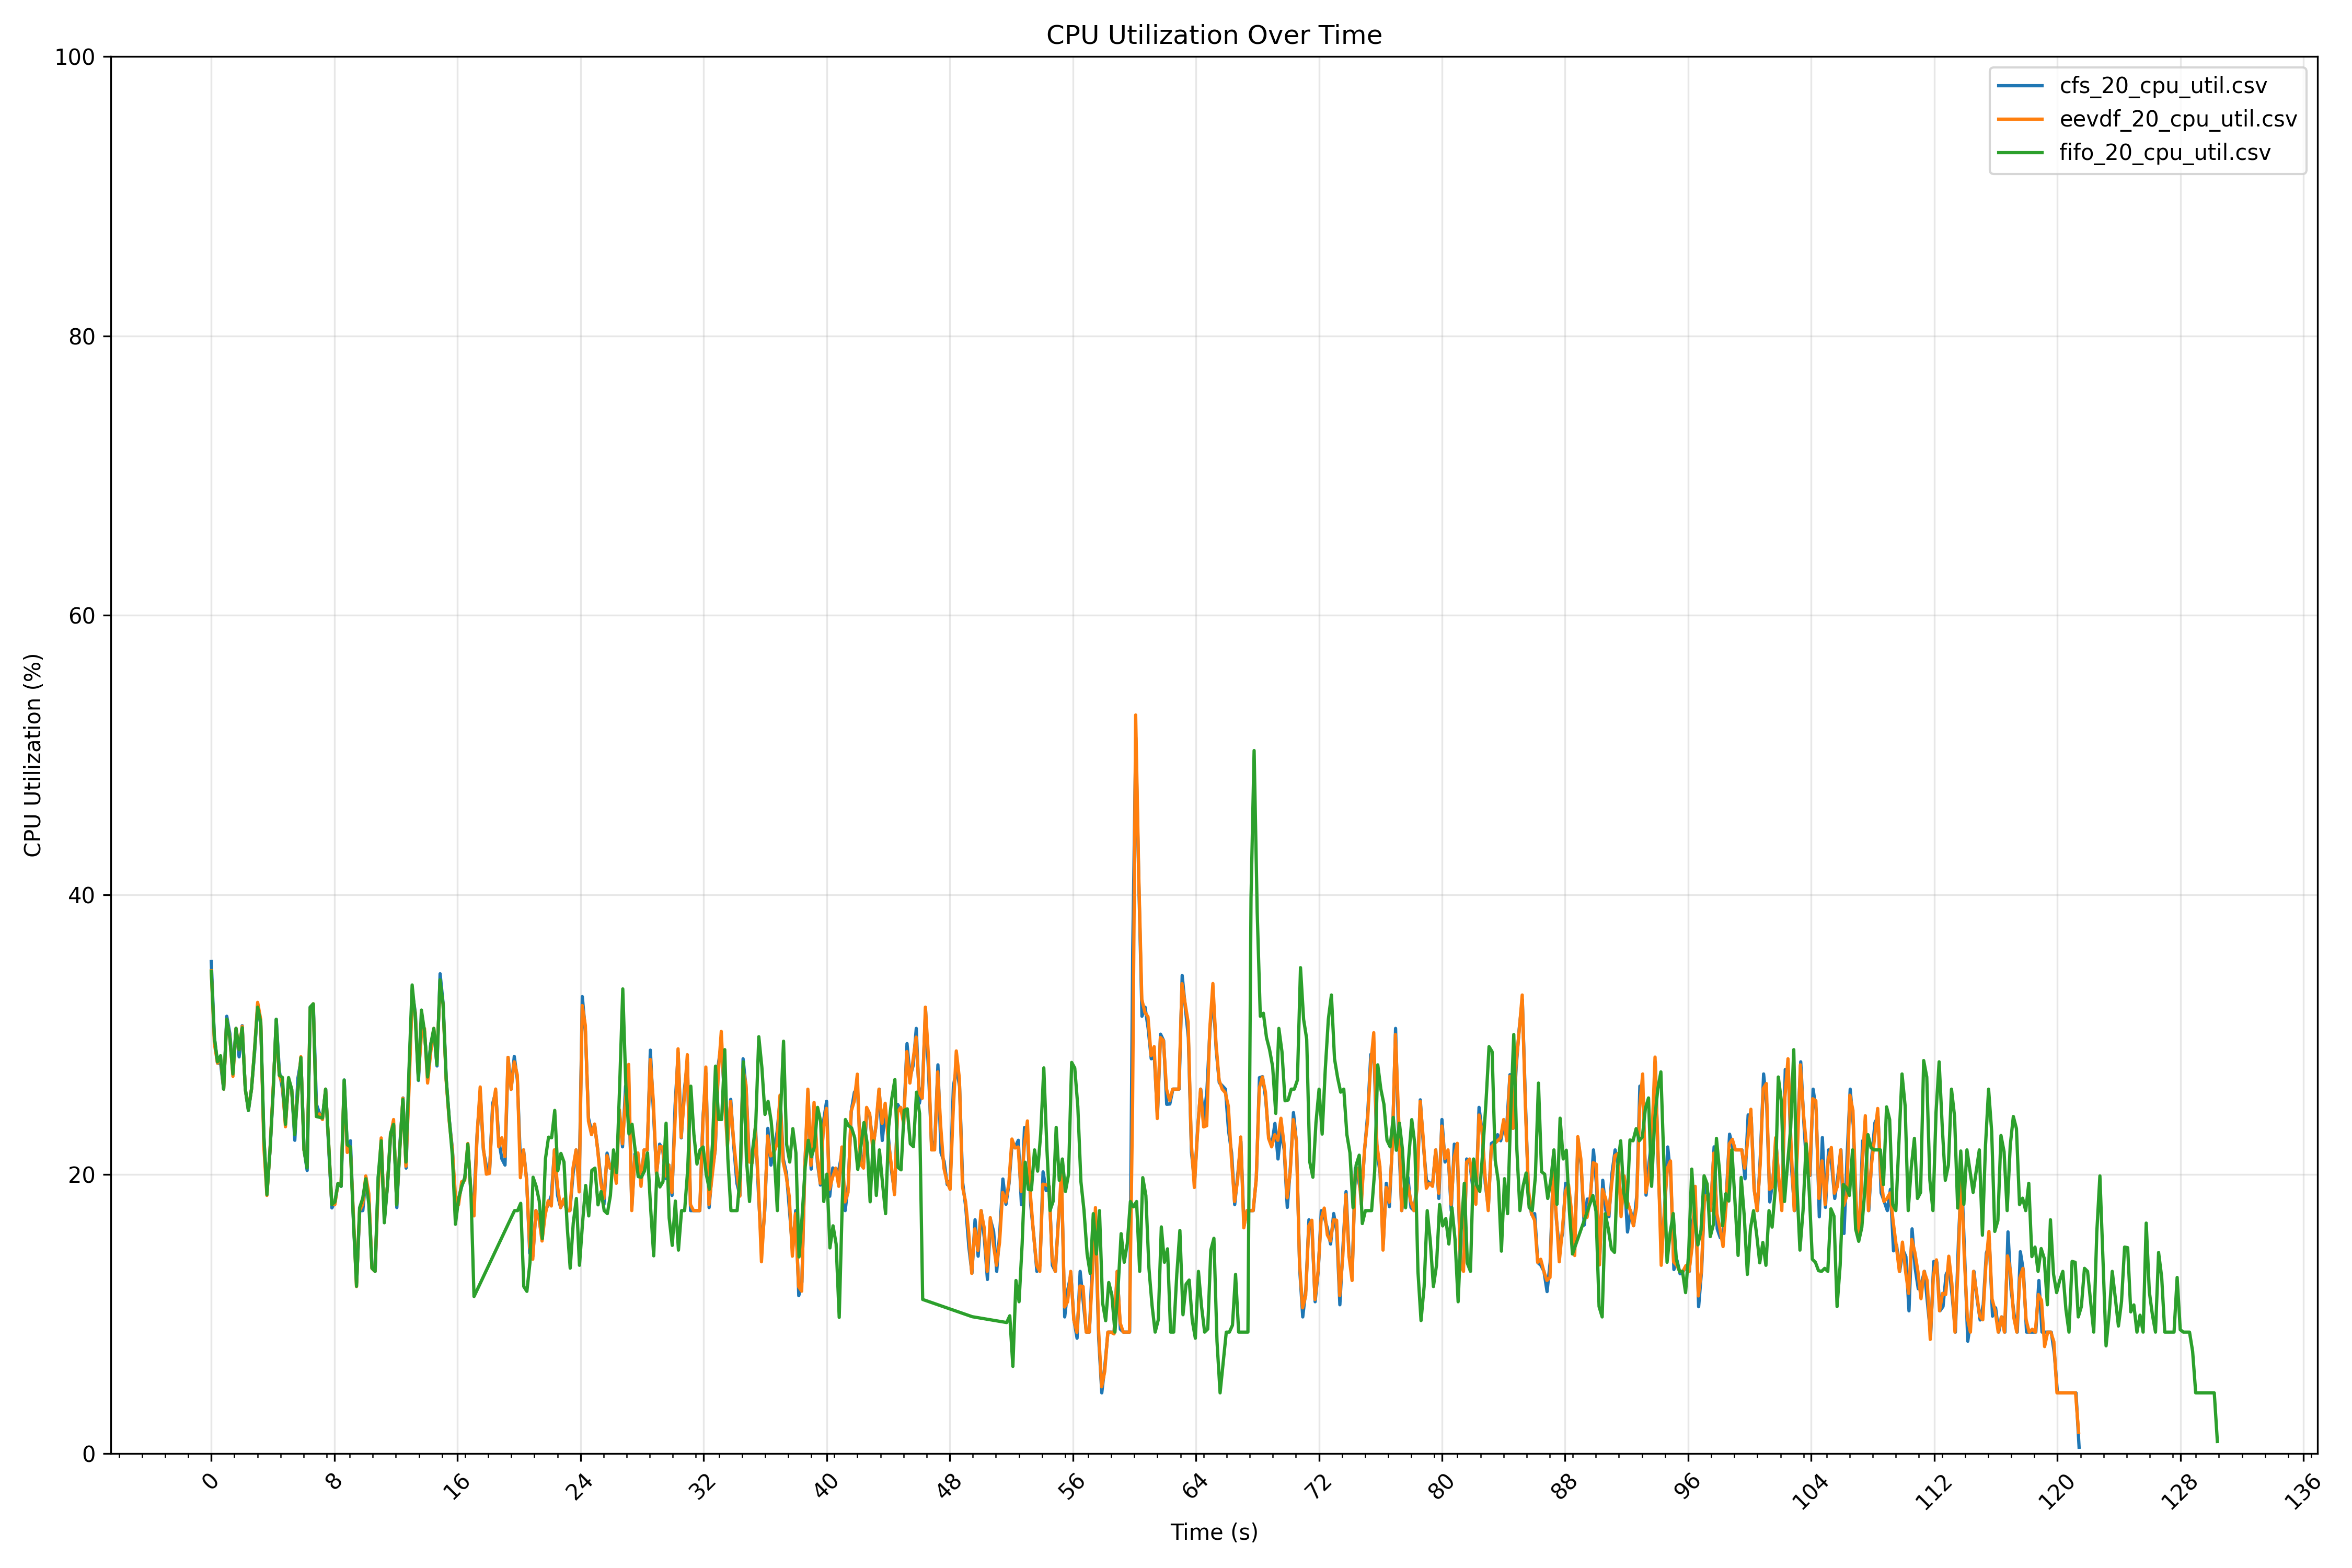 CPU Utilization Over Time
cfs_20_cpu_util.csv
eevdf_20_cpu_util.csv
fifo_20_cpu_util.csv
CPU Utilization (%)
100
80
60
40
20
0
0 8 16 24 32 40 48 56 64 72 80 88 96 104 112 120 128 136
Time (s)